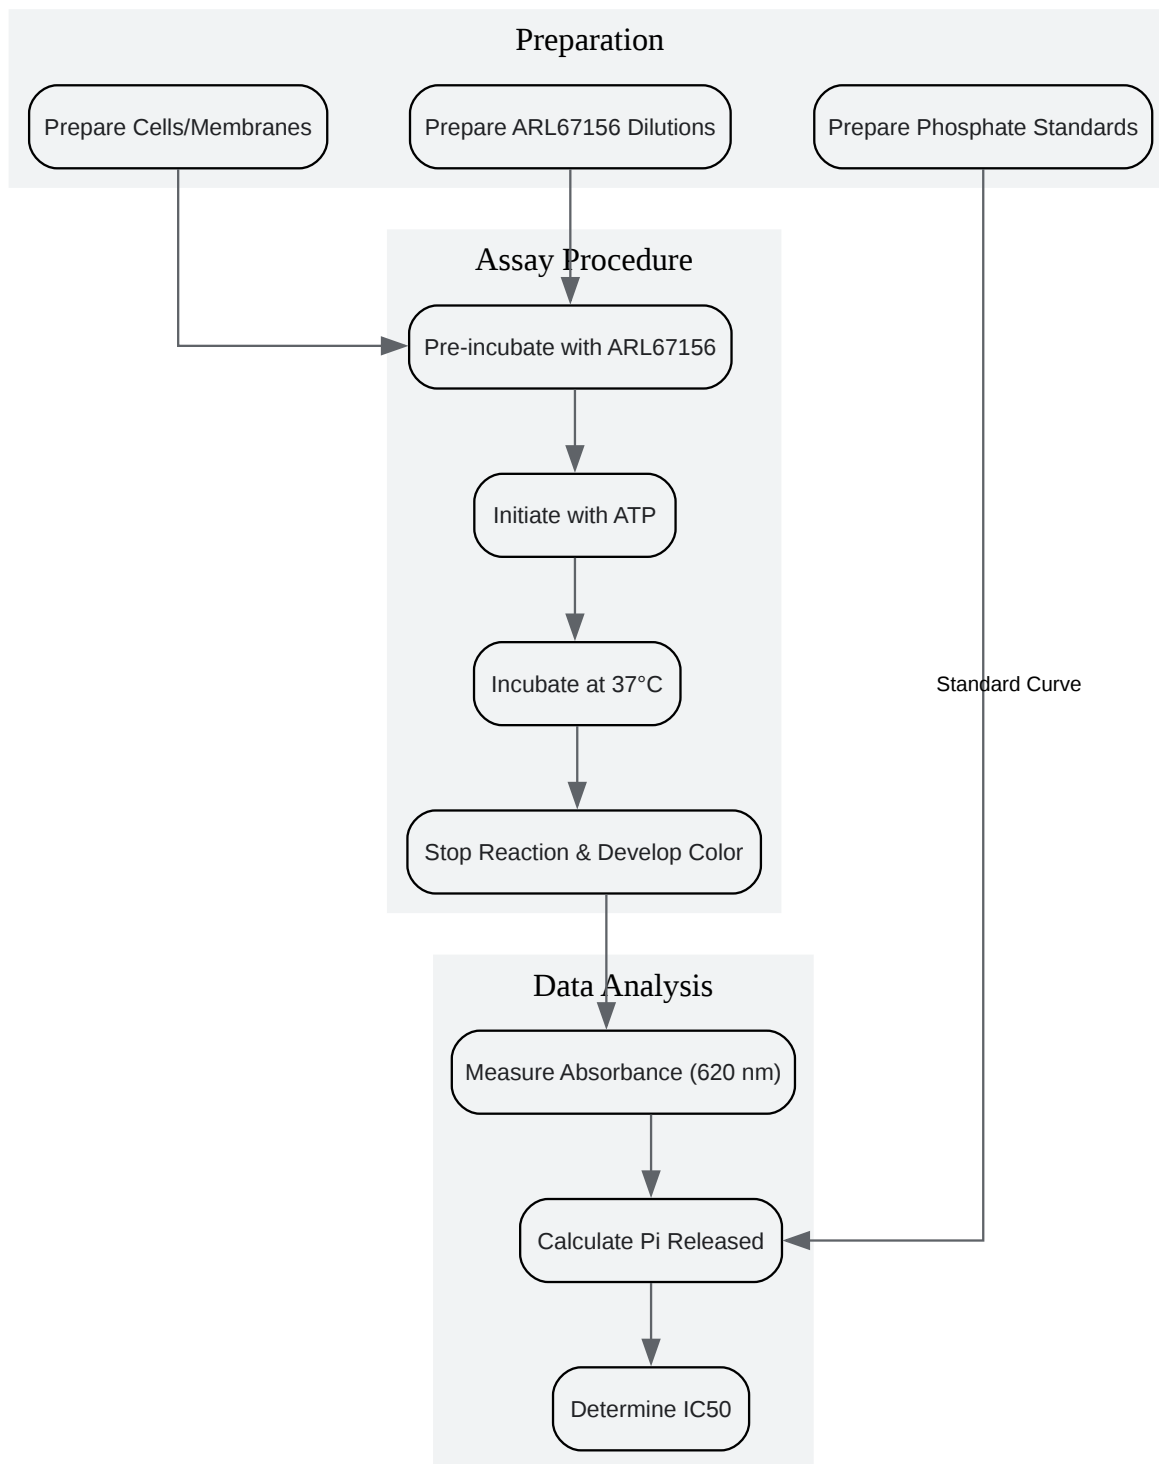 Preparation
Prepare Cells/Membranes
Prepare ARL67156 Dilutions
Prepare Phosphate Standards
Assay Procedure
Pre-incubate with ARL67156
Initiate with ATP
Incubate at 37°C
Standard Curve
Stop Reaction & Develop Color
Data Analysis
Measure Absorbance (620 nm)
Calculate Pi Released
Determine IC50